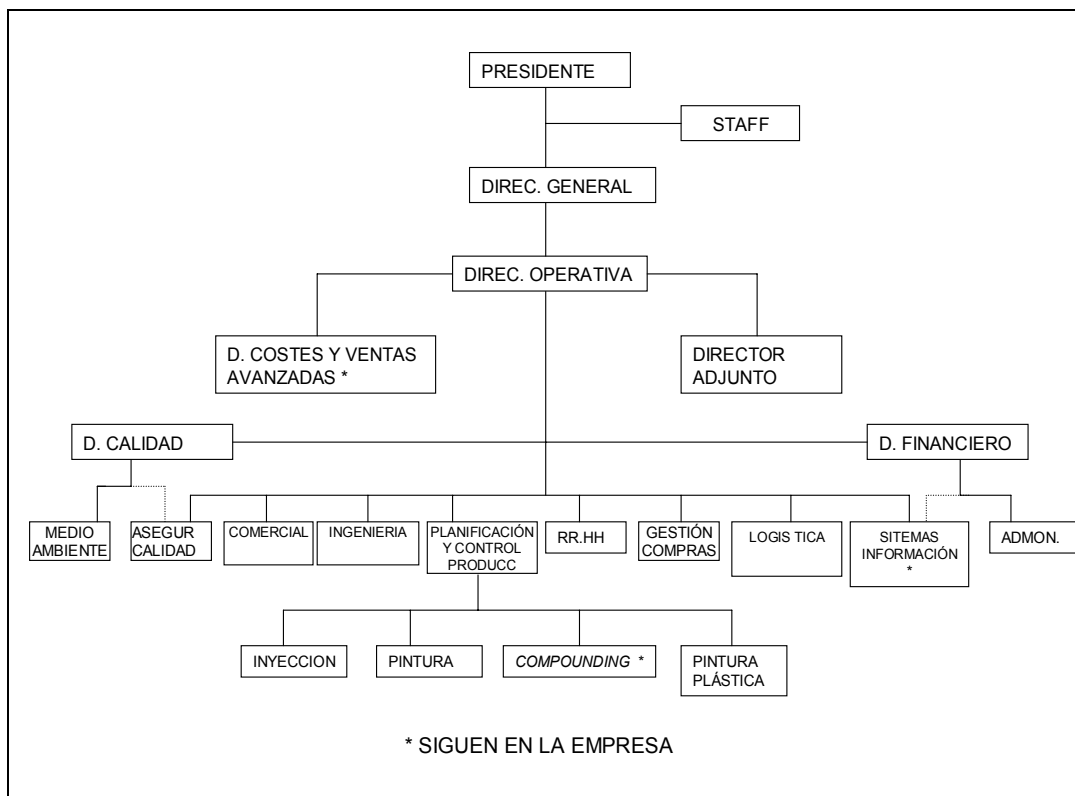 PRESIDENTE
STAFF
DIREC. GENERAL
DIREC. OPERATIVA
D. COSTES Y VENTAS
AVANZADAS *
DIRECTOR
ADJUNTO
D. CALIDAD
D. FINANCIERO
MEDIO
AMBIENTE
ASEGUR
CALIDAD
COMERCIAL
INGENIERIA
PLANIFICACIÓN
Y CONTROL
PRODUCC
RR.HH
GESTIÓN
COMPRAS
LOGIS TICA
SITEMAS
INFORMACIÓN
*
ADMON.
INYECCION
PINTURA
COMPOUNDING *
PINTURA
PLÁSTICA
* SIGUEN EN LA EMPRESA